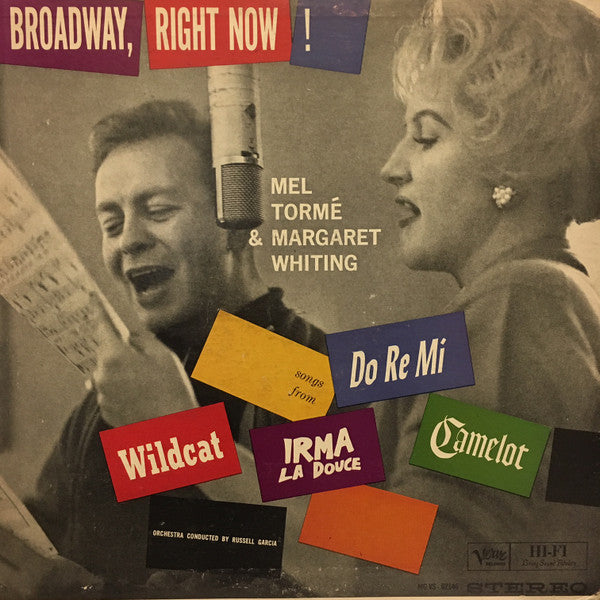 BROADWAY, RIGHT NOW !
MEL
TORMÉ
& MARGARET
WHITING
songs
from
Do Re Mi
Wildcat
IRMA
LA DOUCE
Camelot
ORCHESTRA CONDUCTED BY RUSSELL GARCIA
Verve
RECORDS
HI-FI
STEREO